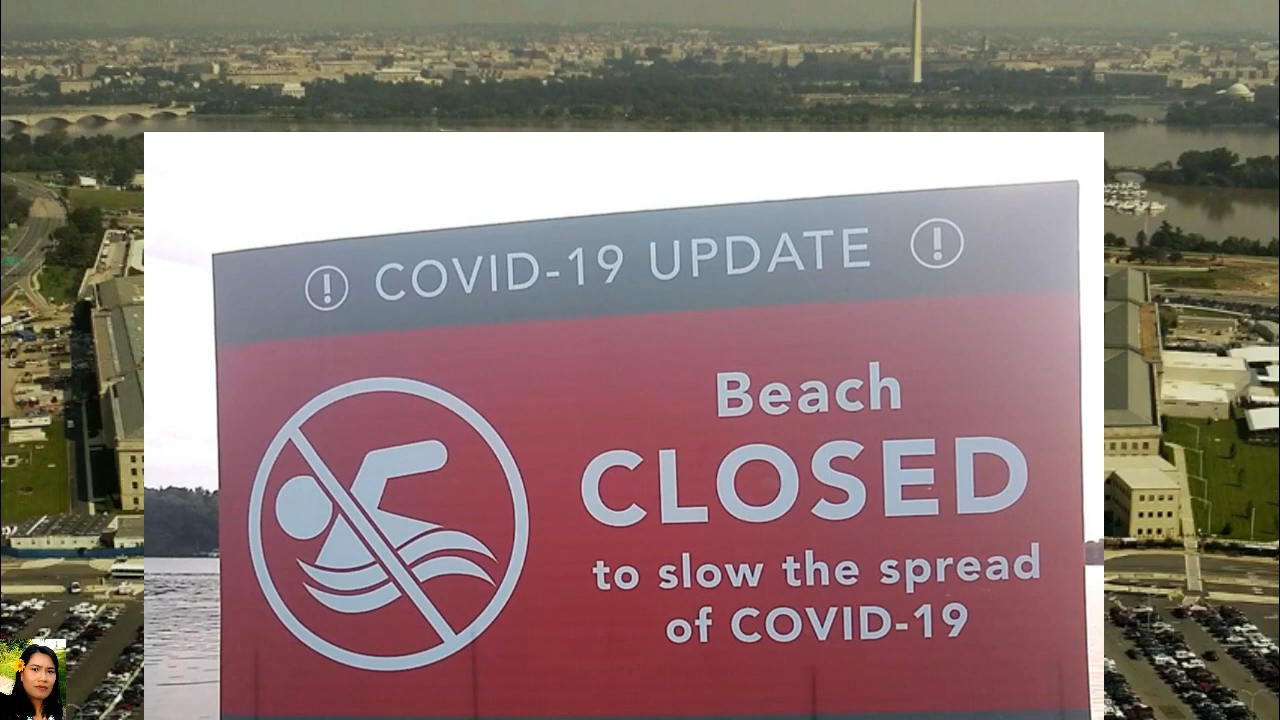 ! COVID-19 UPDATE !
Beach
CLOSED
to slow the spread
of COVID-19